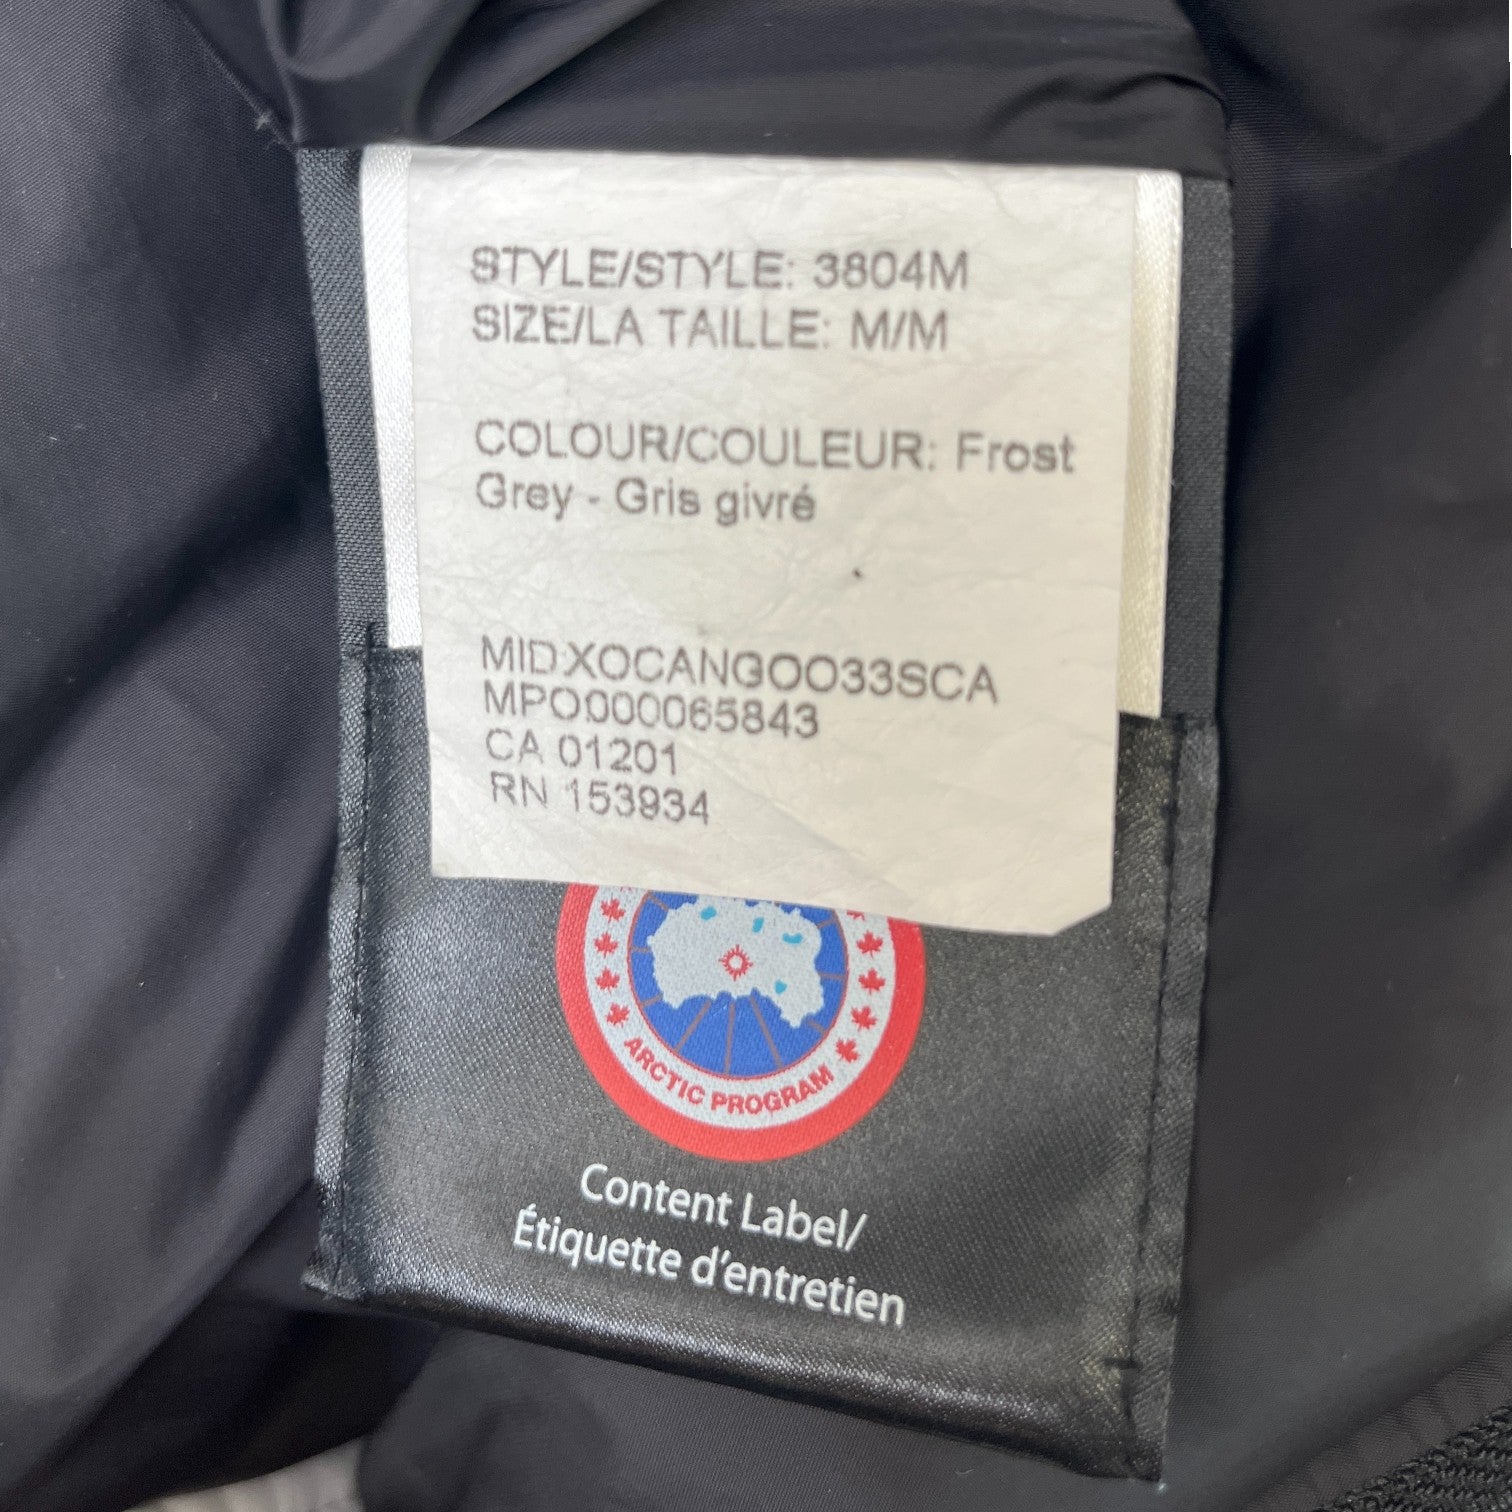 STYLE/STYLE: 3804M
SIZE/LA TAILLE: M/M
COLOUR/COULEUR: Frost
Grey - Gris givré
MIDXOCANGOO33SCA
MPO000065843
CA 01201
RN 153934
ARCTIC PROGRAM
Content Label/
Étiquette d'entretien